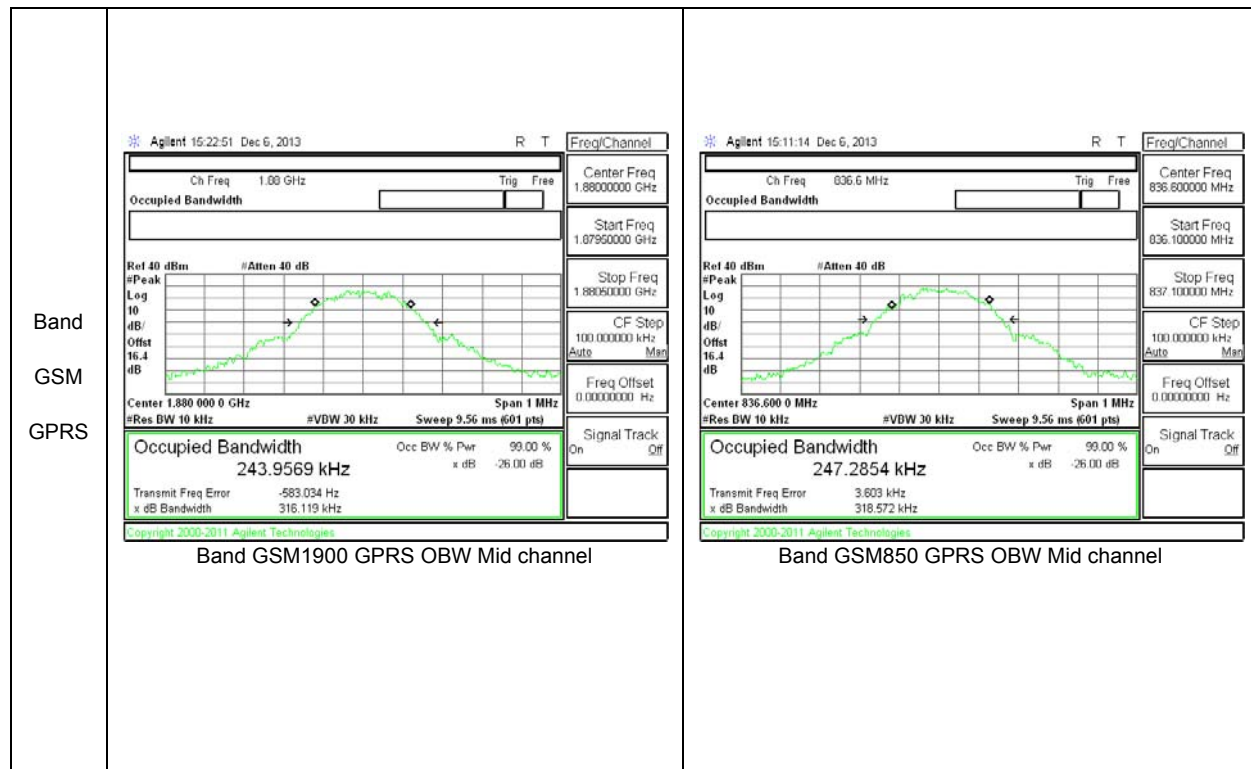 Band
GSM
GPRS
Agilent 15:22:51 Dec 6, 2013 R T
Freq/Channel
Ch Freq 1.88 GHz Trig Free
Occupied Bandwidth
Center Freq
1.88000000 GHz
Start Freq
1.87950000 GHz
Stop Freq
1.88050000 GHz
CF Step
100.000000 kHz
Auto Man
Freq Offset
0.00000000 Hz
Signal Track
On Off
Ref 40 dBm #Atten 40 dB
#Peak
Log
10
dB/
Offst
16.4
dB
Center 1.880 000 0 GHz Span 1 MHz
#Res BW 10 kHz #VBW 30 kHz Sweep 9.56 ms (601 pts)
Occupied Bandwidth Occ BW % Pwr 99.00 %
243.9569 kHz x dB -26.00 dB
Transmit Freq Error -583.034 Hz
x dB Bandwidth 316.119 kHz
Copyright 2000-2011 Agilent Technologies
Band GSM1900 GPRS OBW Mid channel
Agilent 15:11:14 Dec 6, 2013 R T
Freq/Channel
Ch Freq 836.6 MHz Trig Free
Occupied Bandwidth
Center Freq
836.600000 MHz
Start Freq
836.100000 MHz
Stop Freq
837.100000 MHz
CF Step
100.000000 kHz
Auto Man
Freq Offset
0.00000000 Hz
Signal Track
On Off
Ref 40 dBm #Atten 40 dB
#Peak
Log
10
dB/
Offst
16.4
dB
Center 836.600 0 MHz Span 1 MHz
#Res BW 10 kHz #VBW 30 kHz Sweep 9.56 ms (601 pts)
Occupied Bandwidth Occ BW % Pwr 99.00 %
247.2854 kHz x dB -26.00 dB
Transmit Freq Error 3.603 kHz
x dB Bandwidth 318.572 kHz
Copyright 2000-2011 Agilent Technologies
Band GSM850 GPRS OBW Mid channel